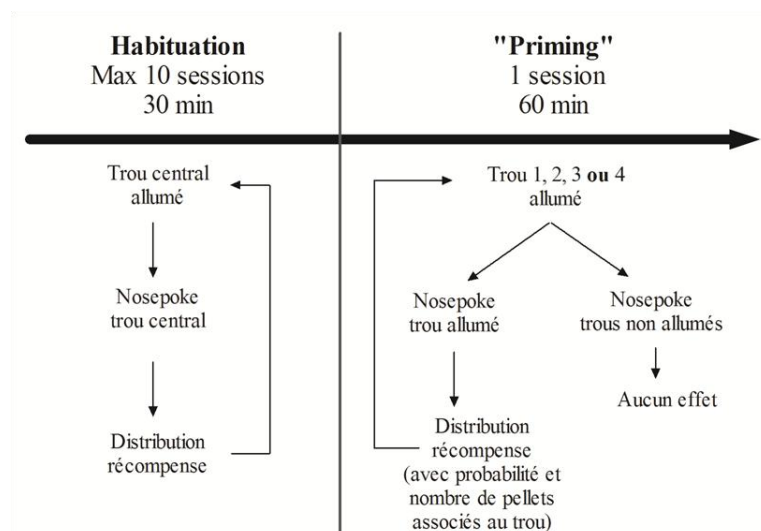 Habituation
Max 10 sessions
30 min
Trou central
allumé
Nosepoke
trou central
Distribution
récompense
"Priming"
1 session
60 min
Trou 1, 2, 3 ou 4
allumé
Nosepoke
trou allumé
Nosepoke
trous non allumés
Aucun effet
Distribution
récompense
(avec probabilité et
nombre de pellets
associés au trou)